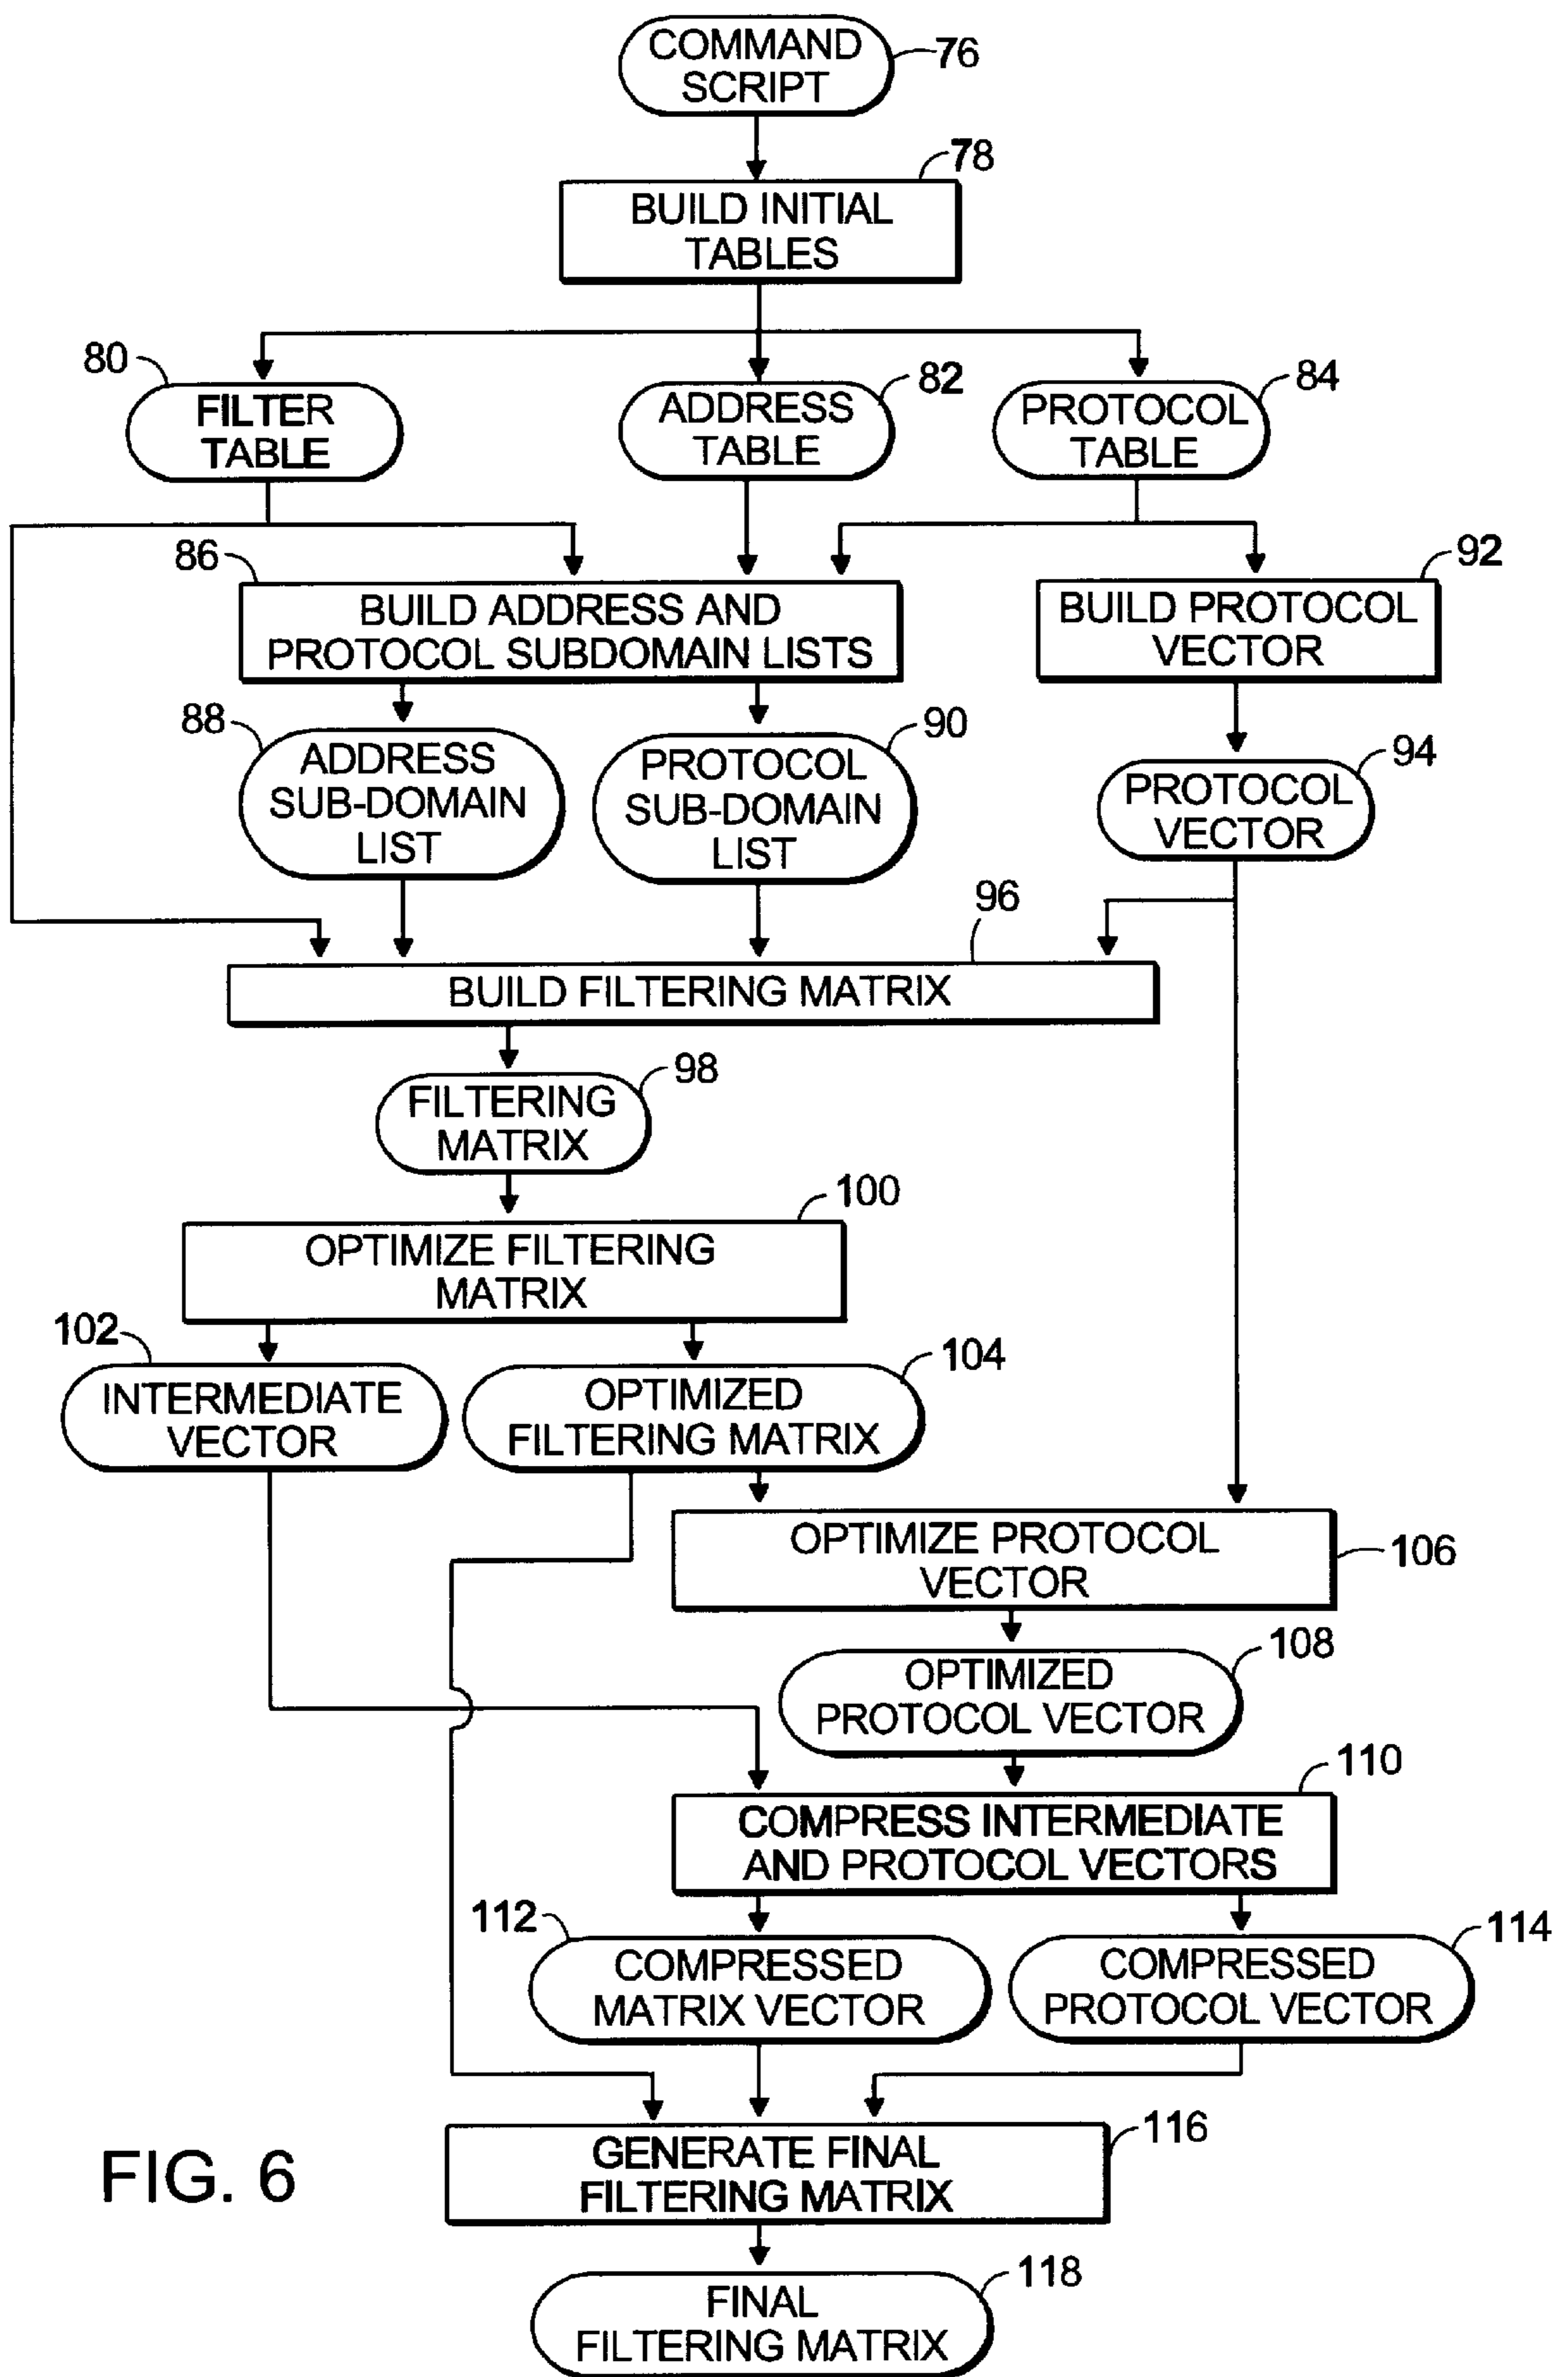 COMMAND
SCRIPT
76
78
BUILD INITIAL
TABLES
80
82
84
FILTER
TABLE
ADDRESS
TABLE
PROTOCOL
TABLE
86
92
BUILD ADDRESS AND
PROTOCOL SUBDOMAIN LISTS
BUILD PROTOCOL
VECTOR
88
90
94
ADDRESS
SUB-DOMAIN
LIST
PROTOCOL
SUB-DOMAIN
LIST
PROTOCOL
VECTOR
96
BUILD FILTERING MATRIX
98
FILTERING
MATRIX
100
OPTIMIZE FILTERING
MATRIX
102
104
INTERMEDIATE
VECTOR
OPTIMIZED
FILTERING MATRIX
OPTIMIZE PROTOCOL
VECTOR
106
108
OPTIMIZED
PROTOCOL VECTOR
110
COMPRESS INTERMEDIATE
AND PROTOCOL VECTORS
112
114
COMPRESSED
MATRIX VECTOR
COMPRESSED
PROTOCOL VECTOR
116
GENERATE FINAL
FILTERING MATRIX
FIG. 6
118
FINAL
FILTERING MATRIX